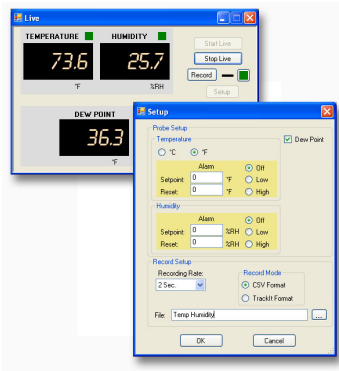 Live
TEMPERATURE
HUMIDITY
73.6
25.7
°F
%RH
Start Live
Stop Live
Record
Setup
DEW POINT
36.3
°F
Setup
Probe Setup
Temperature
°C °F
Dew Point
Alarm
Off
Setpoint: 0 °F Low
Reset: 0 °F High
Humidity
Alarm
Off
Setpoint: 0 %RH Low
Reset: 0 %RH High
Record Setup
Recording Rate:
2 Sec.
Record Mode
CSV Format
TrackIt Format
File: Temp Humidity
...
OK Cancel